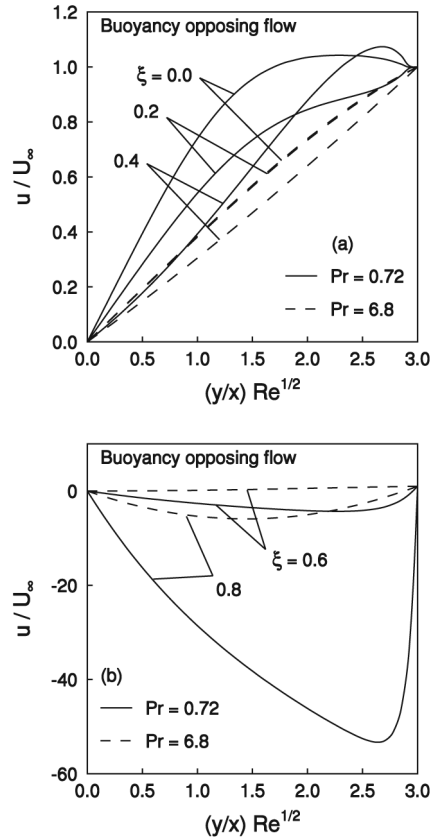 Buoyancy opposing flow
1.2
1.0
0.8
0.6
0.4
0.2
0.0
u / U∞
ξ = 0.0
0.2
0.4
(a)
Pr = 0.72
Pr = 6.8
0.0 0.5 1.0 1.5 2.0 2.5 3.0
(y/x) Re^1/2
Buoyancy opposing flow
0
-20
-40
-60
u / U∞
ξ = 0.6
0.8
(b)
Pr = 0.72
Pr = 6.8
0.0 0.5 1.0 1.5 2.0 2.5 3.0
(y/x) Re^1/2